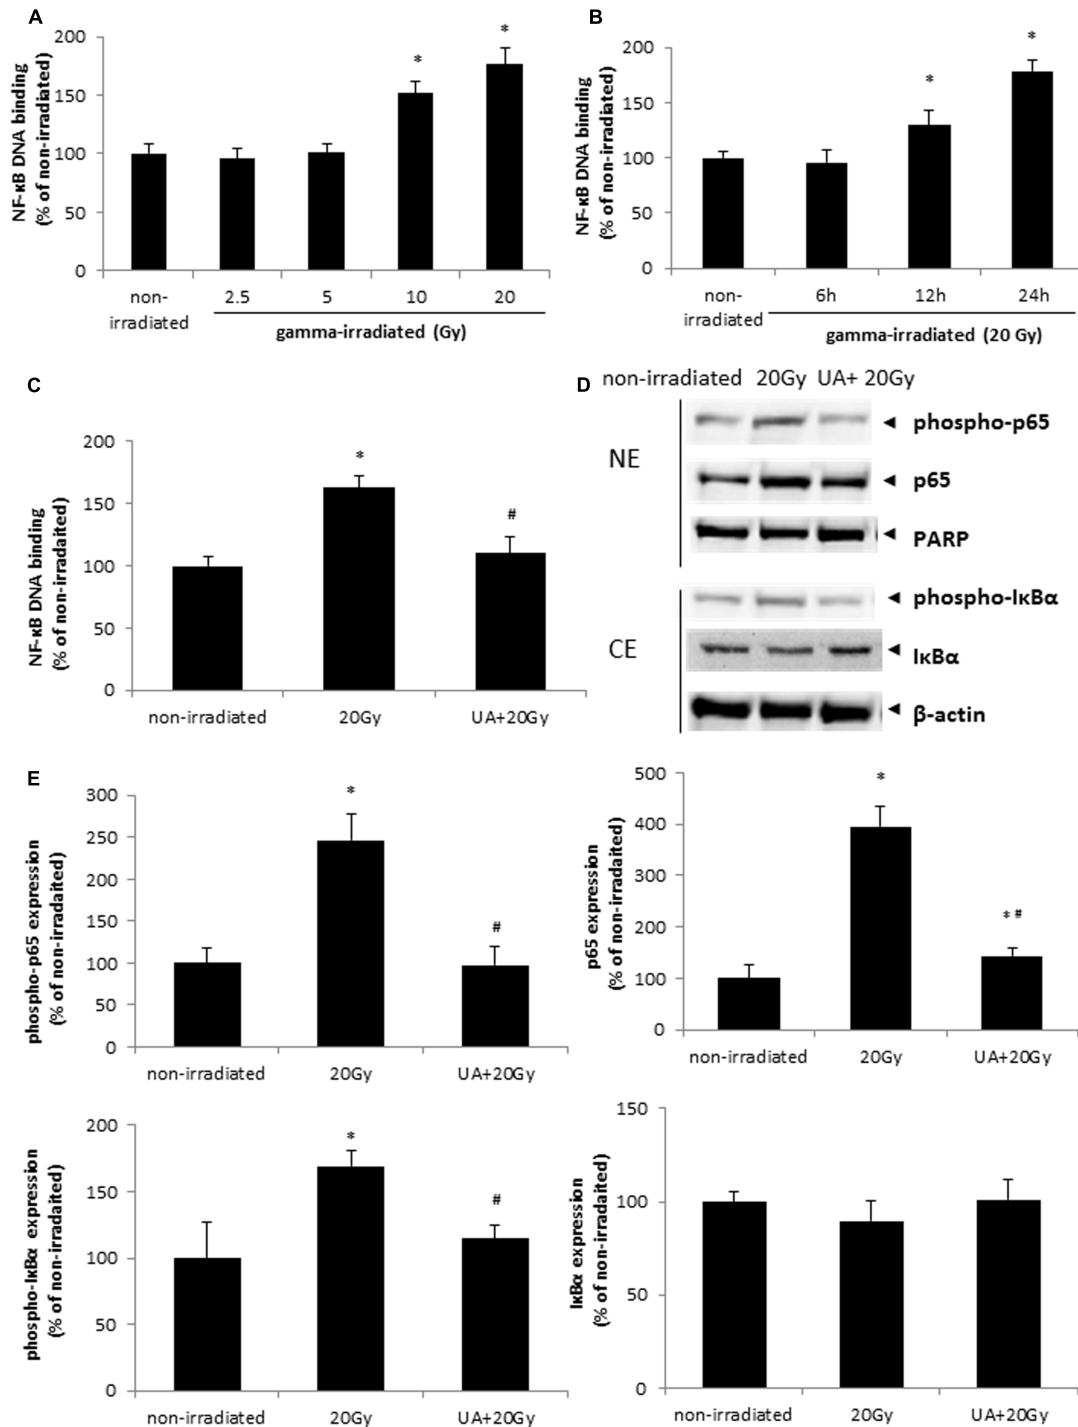 A
NF-κB DNA binding
(% of non-irradiated)
200
150
100
50
0
*
*
non-
irradiated
2.5
5
10
20
gamma-irradiated (Gy)
B
NF-κB DNA binding
(% of non-irradiated)
200
150
100
50
0
*
*
non-
irradiated
6h
12h
24h
gamma-irradiated (20 Gy)
C
NF-κB DNA binding
(% of non-irradaited)
200
150
100
50
0
*
#
non-irradiated
20Gy
UA+20Gy
D
non-irradiated 20Gy UA+ 20Gy
NE
phospho-p65
p65
PARP
CE
phospho-IκBα
IκBα
β-actin
E
phospho-p65 expression
(% of non-irradaited)
300
250
200
150
100
50
0
*
#
non-irradiated
20Gy
UA+20Gy
p65 expression
(% of non-irradaited)
500
400
300
200
100
0
*
* #
non-irradiated
20Gy
UA+20Gy
phospho-IκBα expression
(% of non-irradaited)
200
150
100
50
0
*
#
non-irradiated
20Gy
UA+20Gy
IκBα expression
(% of non-irradaited)
150
100
50
0
non-irradiated
20Gy
UA+20Gy